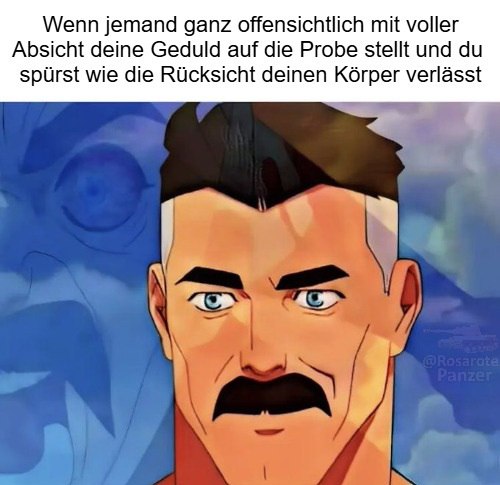 Wenn jemand ganz offensichtlich mit voller
Absicht deine Geduld auf die Probe stellt und du
spürst wie die Rücksicht deinen Körper verlässt
@Rosarote
Panzer